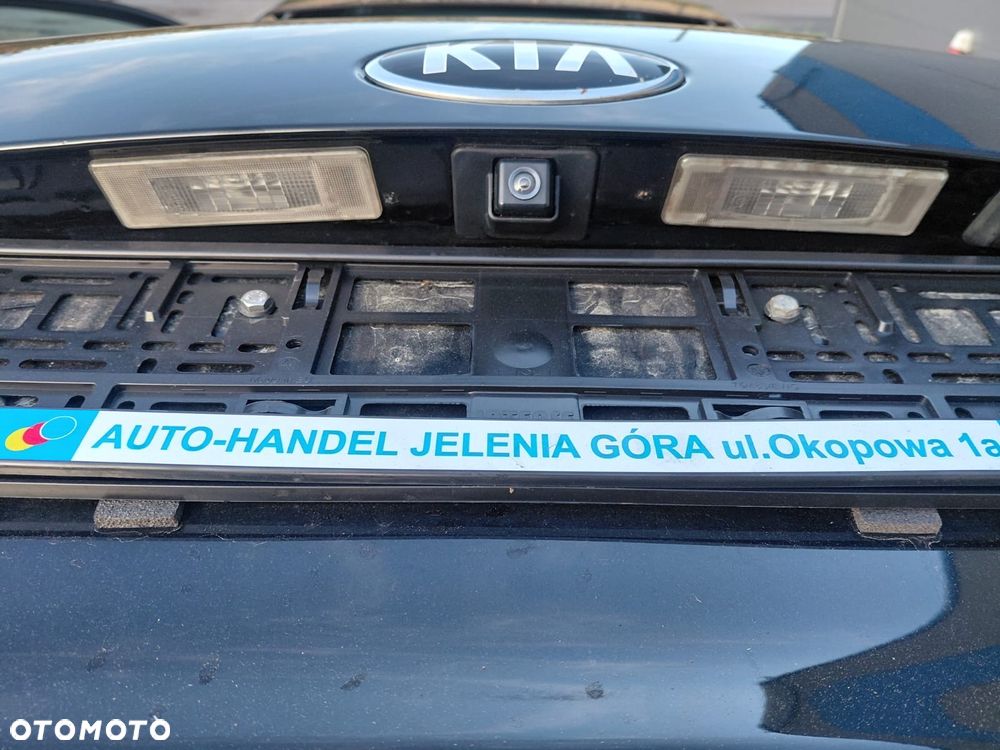 KIA
AUTO-HANDEL JELENIA GÓRA ul.Okopowa 1a
OTOMOTO